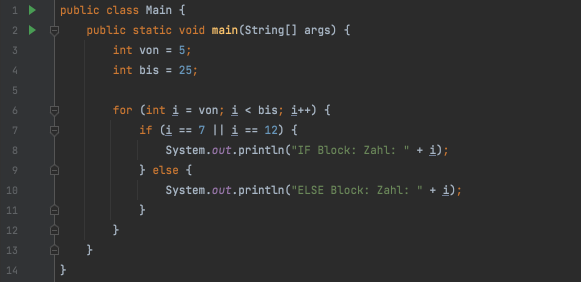 1 public class Main {
2     public static void main(String[] args) {
3         int von = 5;
4         int bis = 25;
5
6         for (int i = von; i < bis; i++) {
7             if (i == 7 || i == 12) {
8                 System.out.println("IF Block: Zahl: " + i);
9             } else {
10                 System.out.println("ELSE Block: Zahl: " + i);
11             }
12         }
13     }
14 }